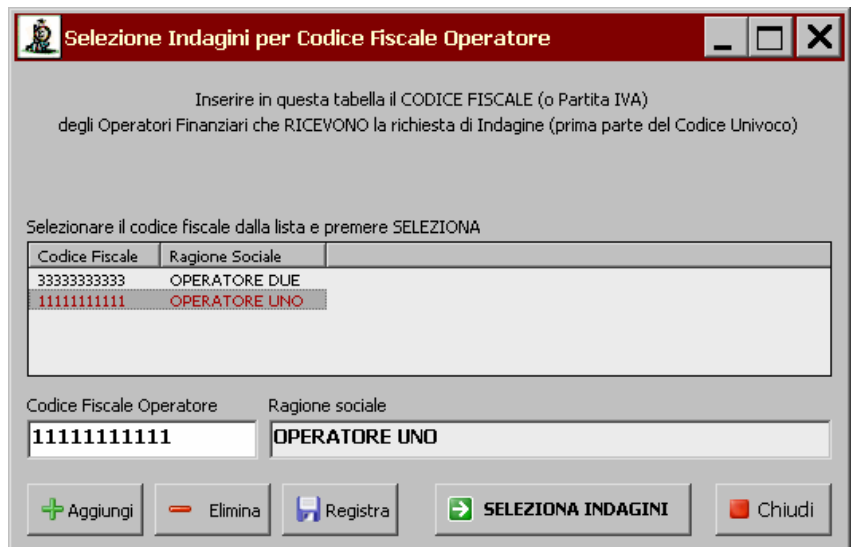 Selezione Indagini per Codice Fiscale Operatore
Inserire in questa tabella il CODICE FISCALE (o Partita IVA)
degli Operatori Finanziari che RICEVONO la richiesta di Indagine (prima parte del Codice Univoco)
Selezionare il codice fiscale dalla lista e premere SELEZIONA
Codice Fiscale Ragione Sociale
33333333333 OPERATORE DUE
11111111111 OPERATORE UNO
Codice Fiscale Operatore Ragione sociale
11111111111 OPERATORE UNO
Aggiungi Elimina Registra SELEZIONA INDAGINI Chiudi